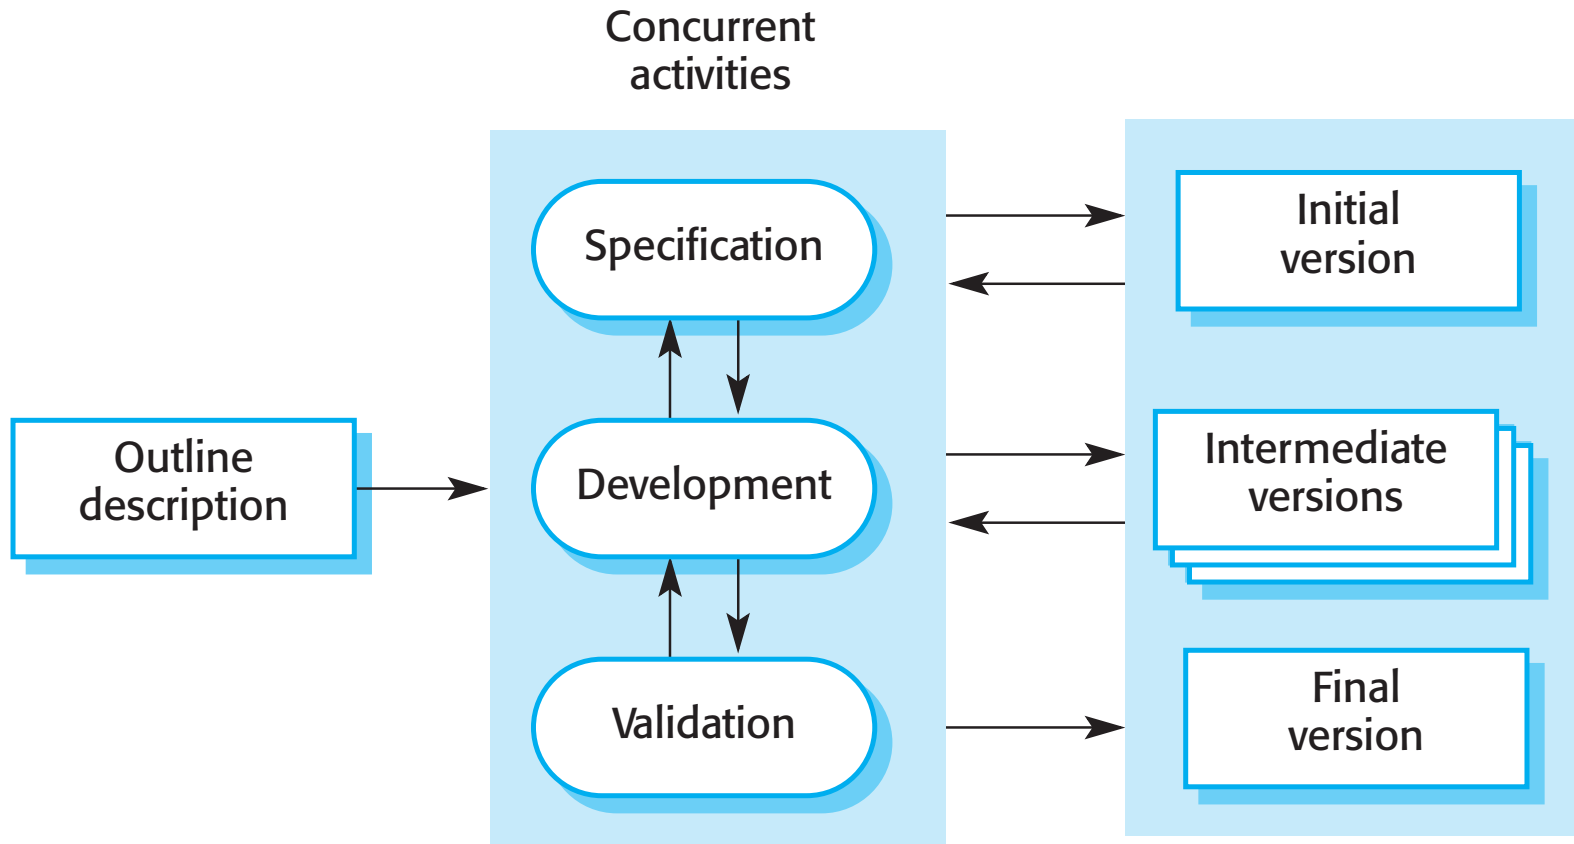 Concurrent
activities
Outline
description
Specification
Development
Validation
Initial
version
Intermediate
versions
Final
version